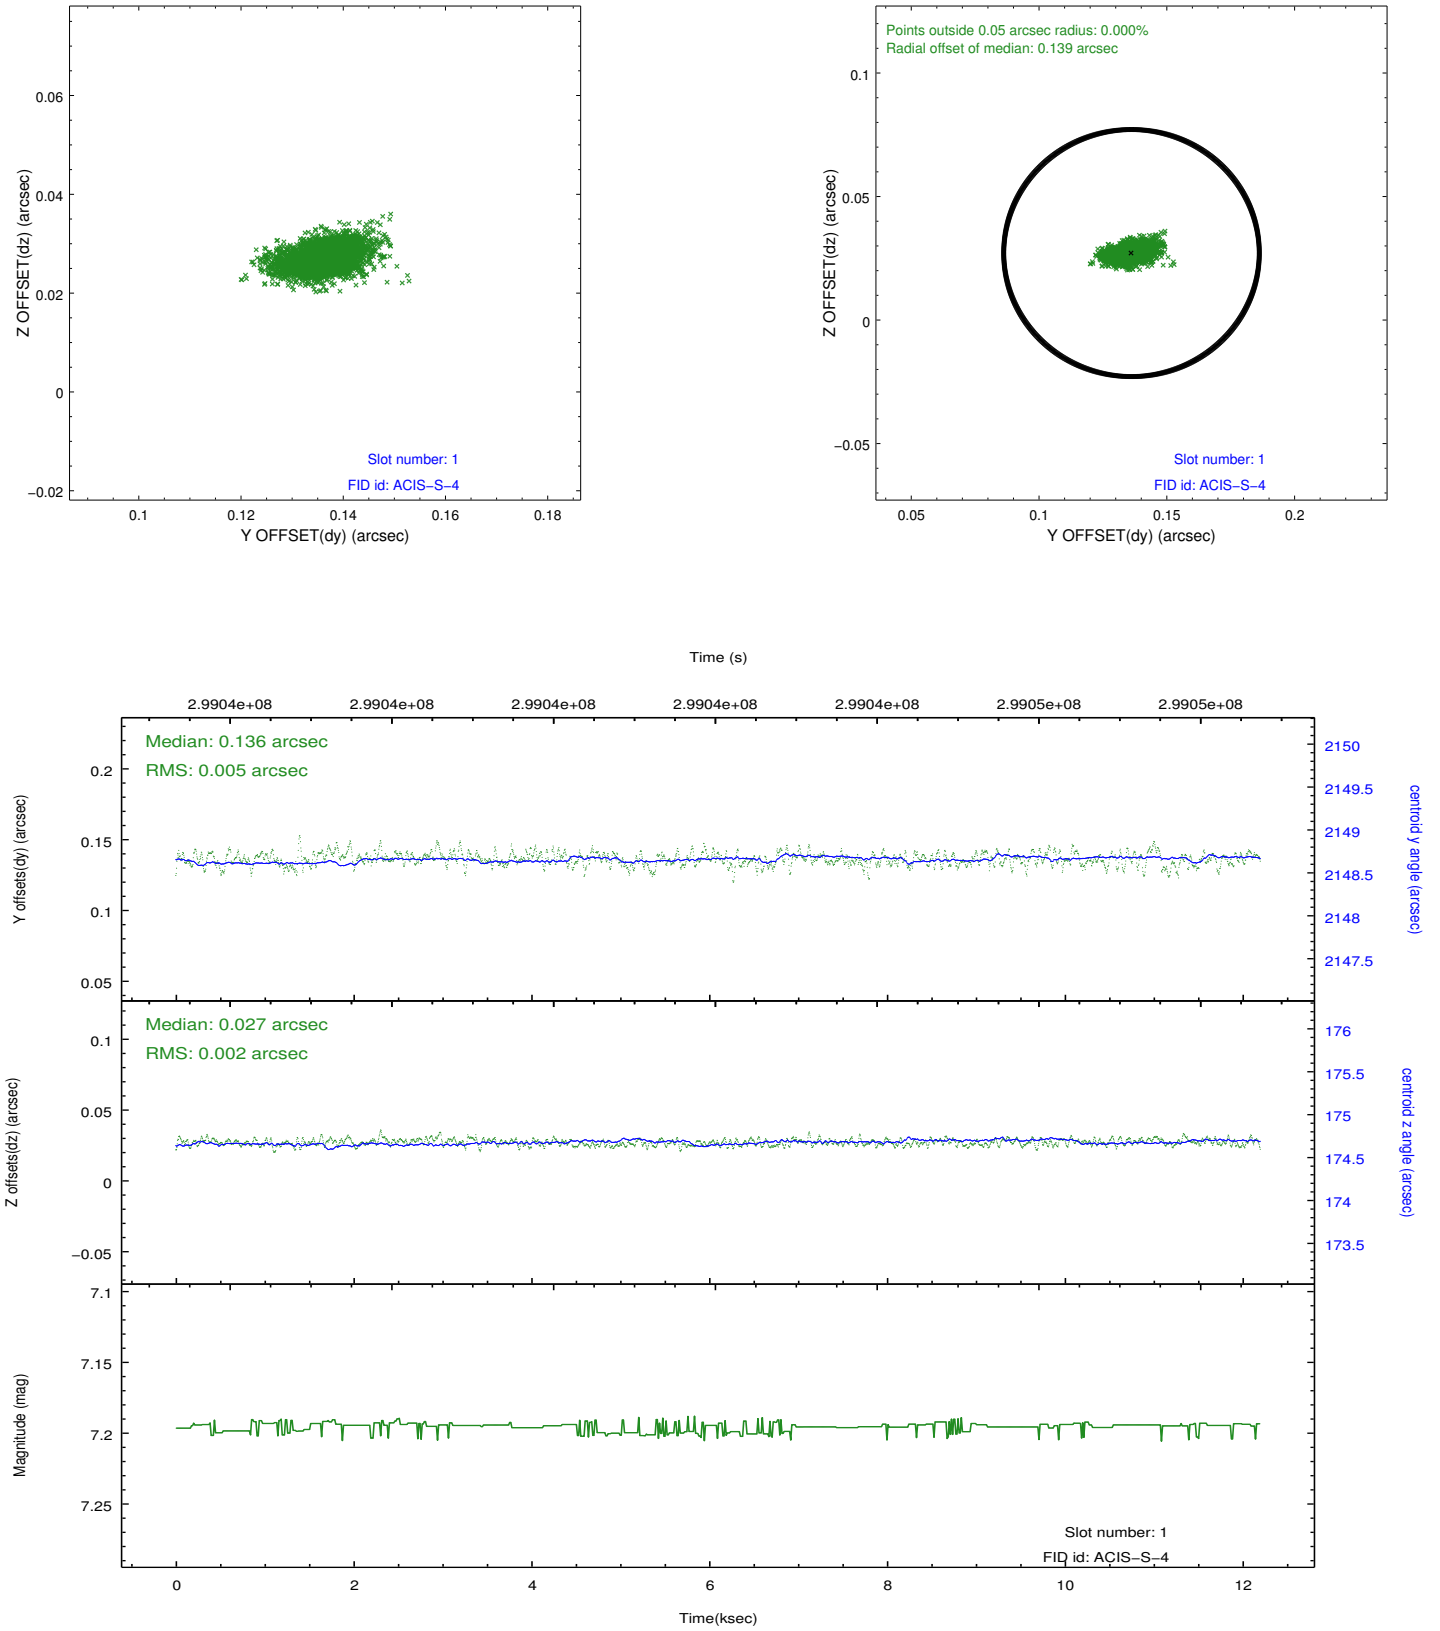 0.06
0.04
0.02
0
−0.02
Z OFFSET(dz) (arcsec)
Slot number: 1
FID id: ACIS−S−4
0.1
0.12
0.14
0.16
0.18
Y OFFSET(dy) (arcsec)
Points outside 0.05 arcsec radius: 0.000%
Radial offset of median: 0.139 arcsec
0.1
0.05
0
−0.05
Z OFFSET(dz) (arcsec)
Slot number: 1
FID id: ACIS−S−4
0.05
0.1
0.15
0.2
Y OFFSET(dy) (arcsec)
Time (s)
2.9904e+08
2.9904e+08
2.9904e+08
2.9904e+08
2.9904e+08
2.9905e+08
2.9905e+08
Median: 0.136 arcsec
RMS: 0.005 arcsec
0.2
0.15
0.1
0.05
Y offsets(dy) (arcsec)
2150
2149.5
2149
2148.5
2148
2147.5
centroid y angle (arcsec)
Median: 0.027 arcsec
RMS: 0.002 arcsec
0.1
0.05
0
−0.05
Z offsets(dz) (arcsec)
176
175.5
175
174.5
174
173.5
centroid z angle (arcsec)
7.1
7.15
7.2
7.25
Magnitude (mag)
Slot number: 1
FID id: ACIS−S−4
0
2
4
6
8
10
12
Time(ksec)